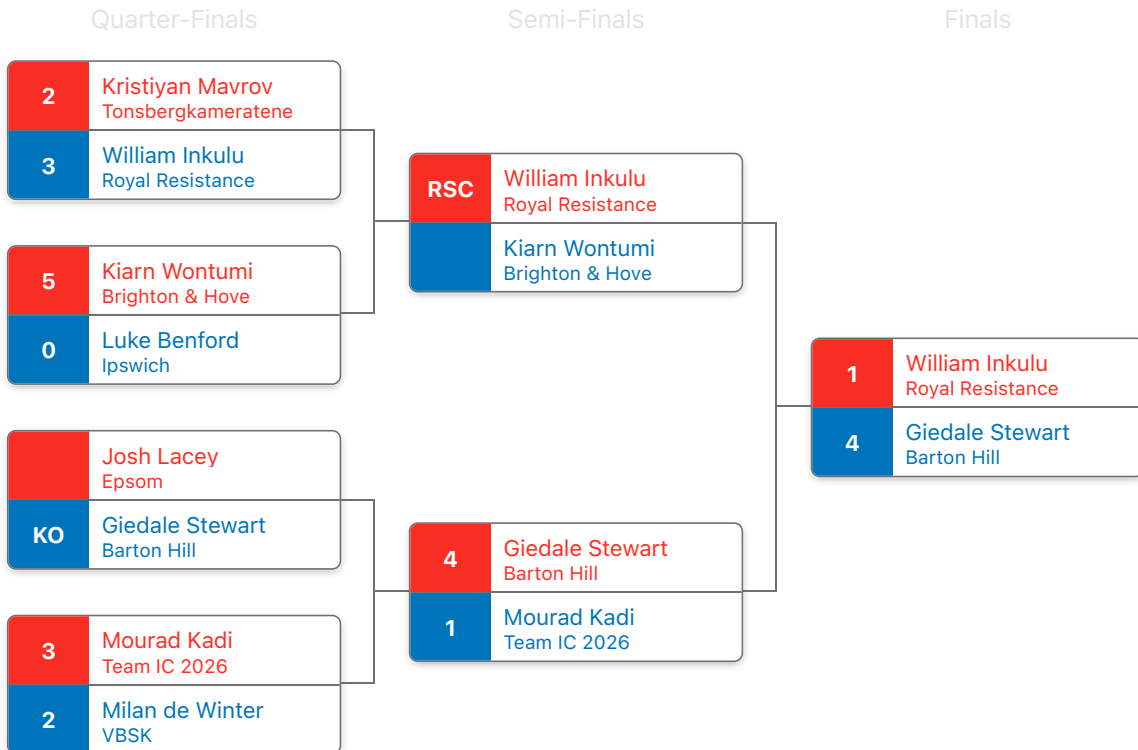 Quarter-Finals
Semi-Finals
Finals
2
Kristiyan Mavrov
Tonsbergkameratene
3
William Inkulu
Royal Resistance
5
Kiarn Wontumi
Brighton & Hove
0
Luke Benford
Ipswich
Josh Lacey
Epsom
KO
Giedale Stewart
Barton Hill
3
Mourad Kadi
Team IC 2026
2
Milan de Winter
VBSK
RSC
William Inkulu
Royal Resistance
Kiarn Wontumi
Brighton & Hove
4
Giedale Stewart
Barton Hill
1
Mourad Kadi
Team IC 2026
1
William Inkulu
Royal Resistance
4
Giedale Stewart
Barton Hill